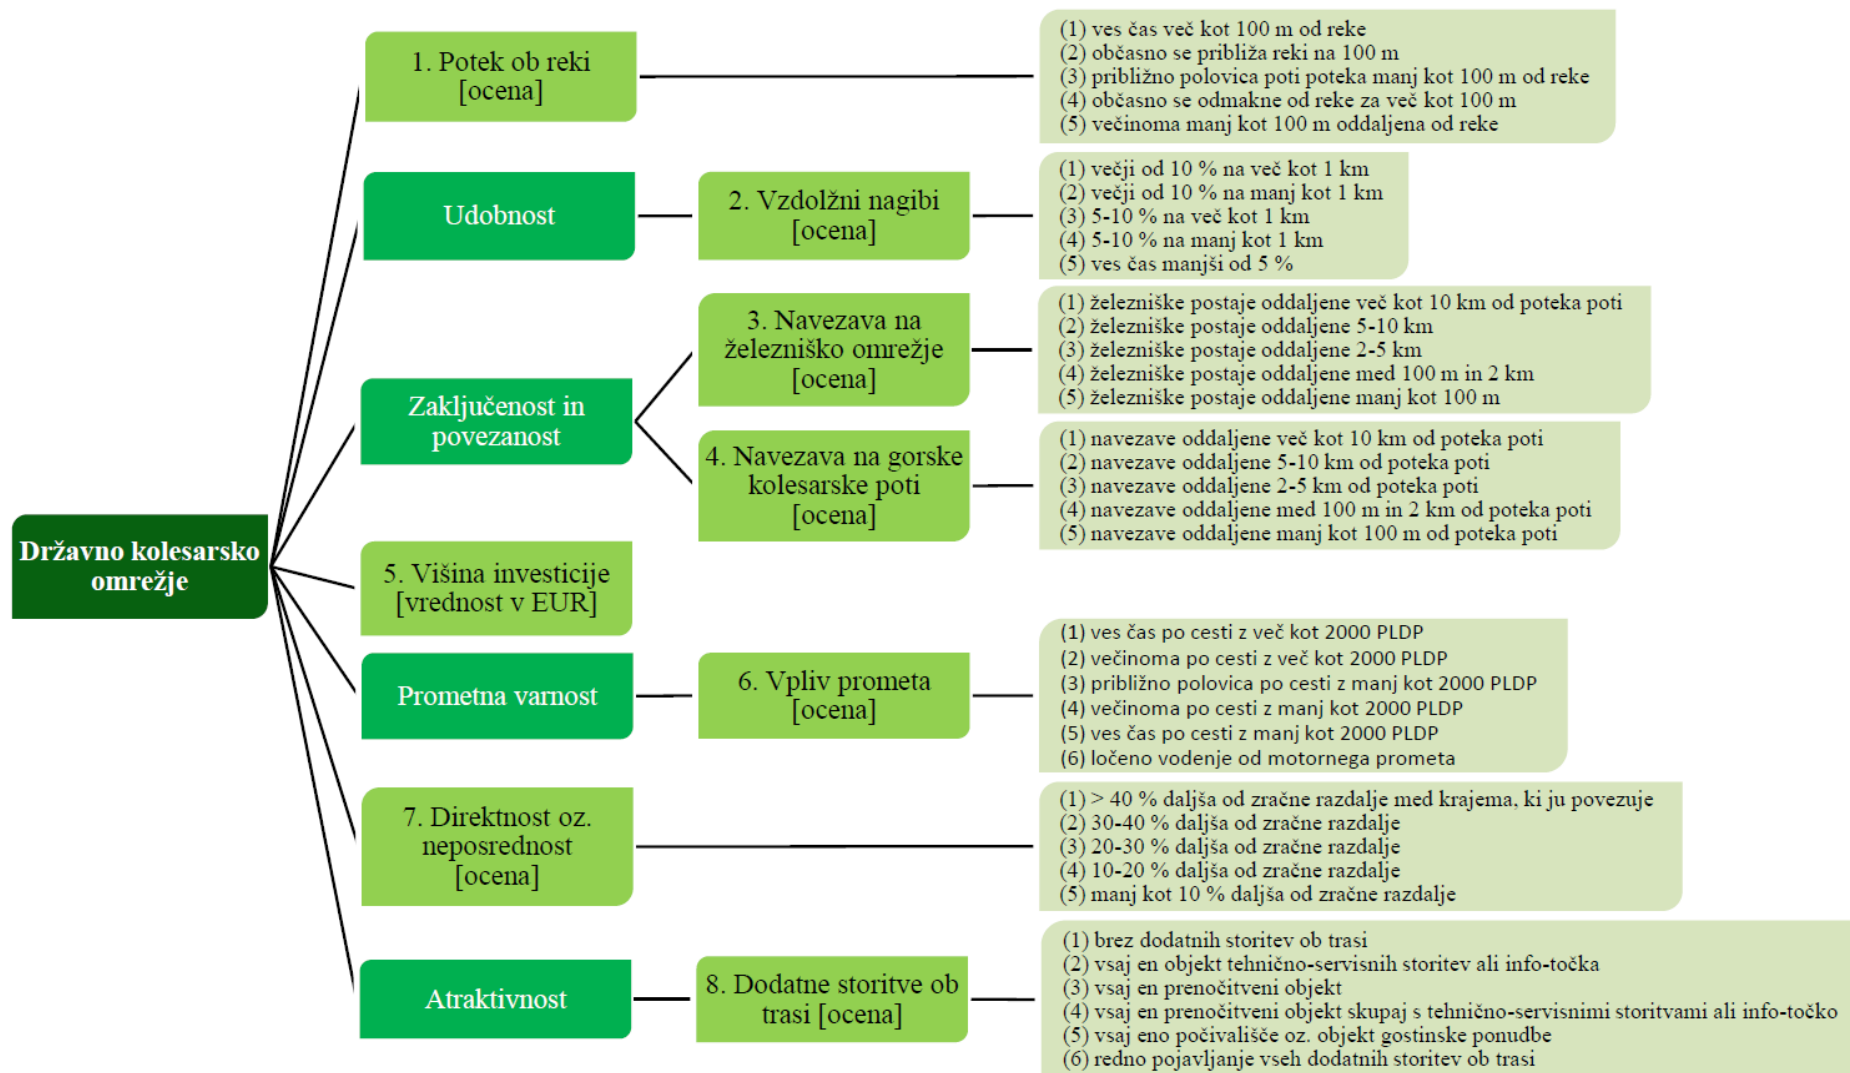 Državno kolesarsko
omrežje
1. Potek ob reki
[ocena]
(1) ves čas več kot 100 m od reke
(2) občasno se približa reki na 100 m
(3) približno polovica poti poteka manj kot 100 m od reke
(4) občasno se odmakne od reke za več kot 100 m
(5) večinoma manj kot 100 m oddaljena od reke
Udobnost
2. Vzdolžni nagibi
[ocena]
(1) večji od 10 % na več kot 1 km
(2) večji od 10 % na manj kot 1 km
(3) 5-10 % na več kot 1 km
(4) 5-10 % na manj kot 1 km
(5) ves čas manjši od 5 %
Zaključenost in
povezanost
3. Navezava na
železniško omrežje
[ocena]
(1) železniške postaje oddaljene več kot 10 km od poteka poti
(2) železniške postaje oddaljene 5-10 km
(3) železniške postaje oddaljene 2-5 km
(4) železniške postaje oddaljene med 100 m in 2 km
(5) železniške postaje oddaljene manj kot 100 m
4. Navezava na gorske
kolesarske poti
[ocena]
(1) navezave oddaljene več kot 10 km od poteka poti
(2) navezave oddaljene 5-10 km od poteka poti
(3) navezave oddaljene 2-5 km od poteka poti
(4) navezave oddaljene med 100 m in 2 km od poteka poti
(5) navezave oddaljene manj kot 100 m od poteka poti
5. Višina investicije
[vrednost v EUR]
Prometna varnost
6. Vpliv prometa
[ocena]
(1) ves čas po cesti z več kot 2000 PLDP
(2) večinoma po cesti z več kot 2000 PLDP
(3) približno polovica po cesti z manj kot 2000 PLDP
(4) večinoma po cesti z manj kot 2000 PLDP
(5) ves čas po cesti z manj kot 2000 PLDP
(6) ločeno vodenje od motornega prometa
7. Direktnost oz.
neposrednost
[ocena]
(1) > 40 % daljša od zračne razdalje med krajema, ki ju povezuje
(2) 30-40 % daljša od zračne razdalje
(3) 20-30 % daljša od zračne razdalje
(4) 10-20 % daljša od zračne razdalje
(5) manj kot 10 % daljša od zračne razdalje
Atraktivnost
8. Dodatne storitve ob
trasi [ocena]
(1) brez dodatnih storitev ob trasi
(2) vsaj en objekt tehnično-servisnih storitev ali info-točka
(3) vsaj en prenočitveni objekt
(4) vsaj en prenočitveni objekt skupaj s tehnično-servisnimi storitvami ali info-točko
(5) vsaj eno počivališče oz. objekt gostinske ponudbe
(6) redno pojavljanje vseh dodatnih storitev ob trasi